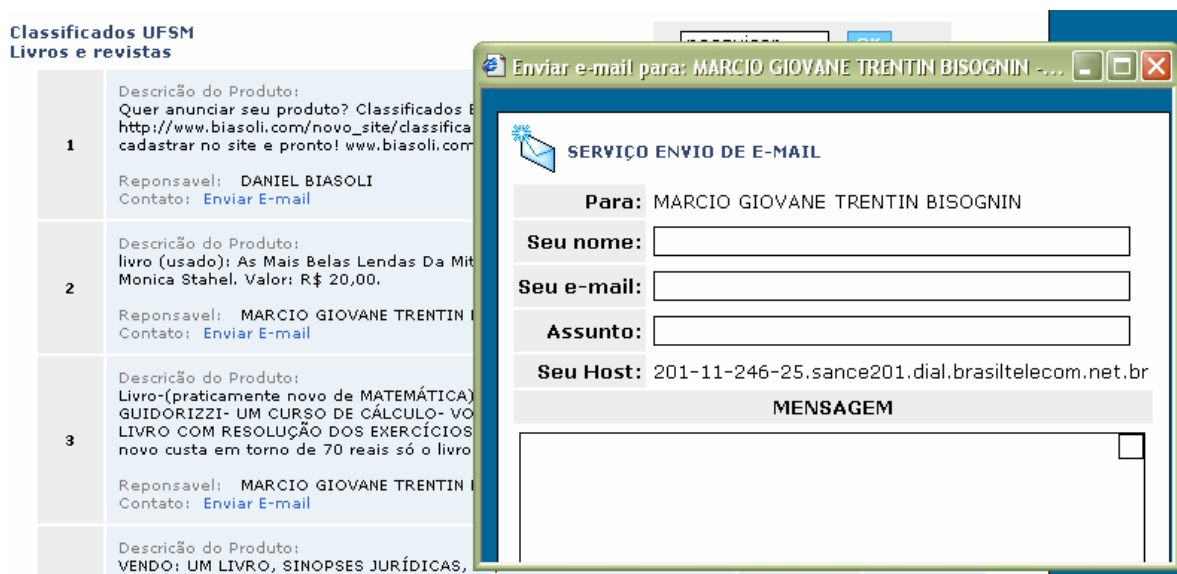 Classificados UFSM
Livros e revistas
1
Descrição do Produto:
Quer anunciar seu produto? Classificados
http://www.biasoli.com/novo_site/classifica
cadastrar no site e pronto! www.biasoli.com
Reponsavel: DANIEL BIASOLI
Contato: Enviar E-mail
2
Descrição do Produto:
livro (usado): As Mais Belas Lendas Da Mit
Monica Stahel. Valor: R$ 20,00.
Reponsavel: MARCIO GIOVANE TRENTIN
Contato: Enviar E-mail
3
Descrição do Produto:
Livro-(praticamente novo de MATEMÁTICA)
GUIDORIZZI- UM CURSO DE CÁLCULO- VO
LIVRO COM RESOLUÇÃO DOS EXERCÍCIOS
novo custa em torno de 70 reais só o livro
Reponsavel: MARCIO GIOVANE TRENTIN
Contato: Enviar E-mail
Descrição do Produto:
VENDO: UM LIVRO, SINOPSES JURÍDICAS,
Enviar e-mail para: MARCIO GIOVANE TRENTIN BISOGNIN -...
SERVIÇO ENVIO DE E-MAIL
Para: MARCIO GIOVANE TRENTIN BISOGNIN
Seu nome:
Seu e-mail:
Assunto:
Seu Host: 201-11-246-25.sance201.dial.brasiltelecom.net.br
MENSAGEM